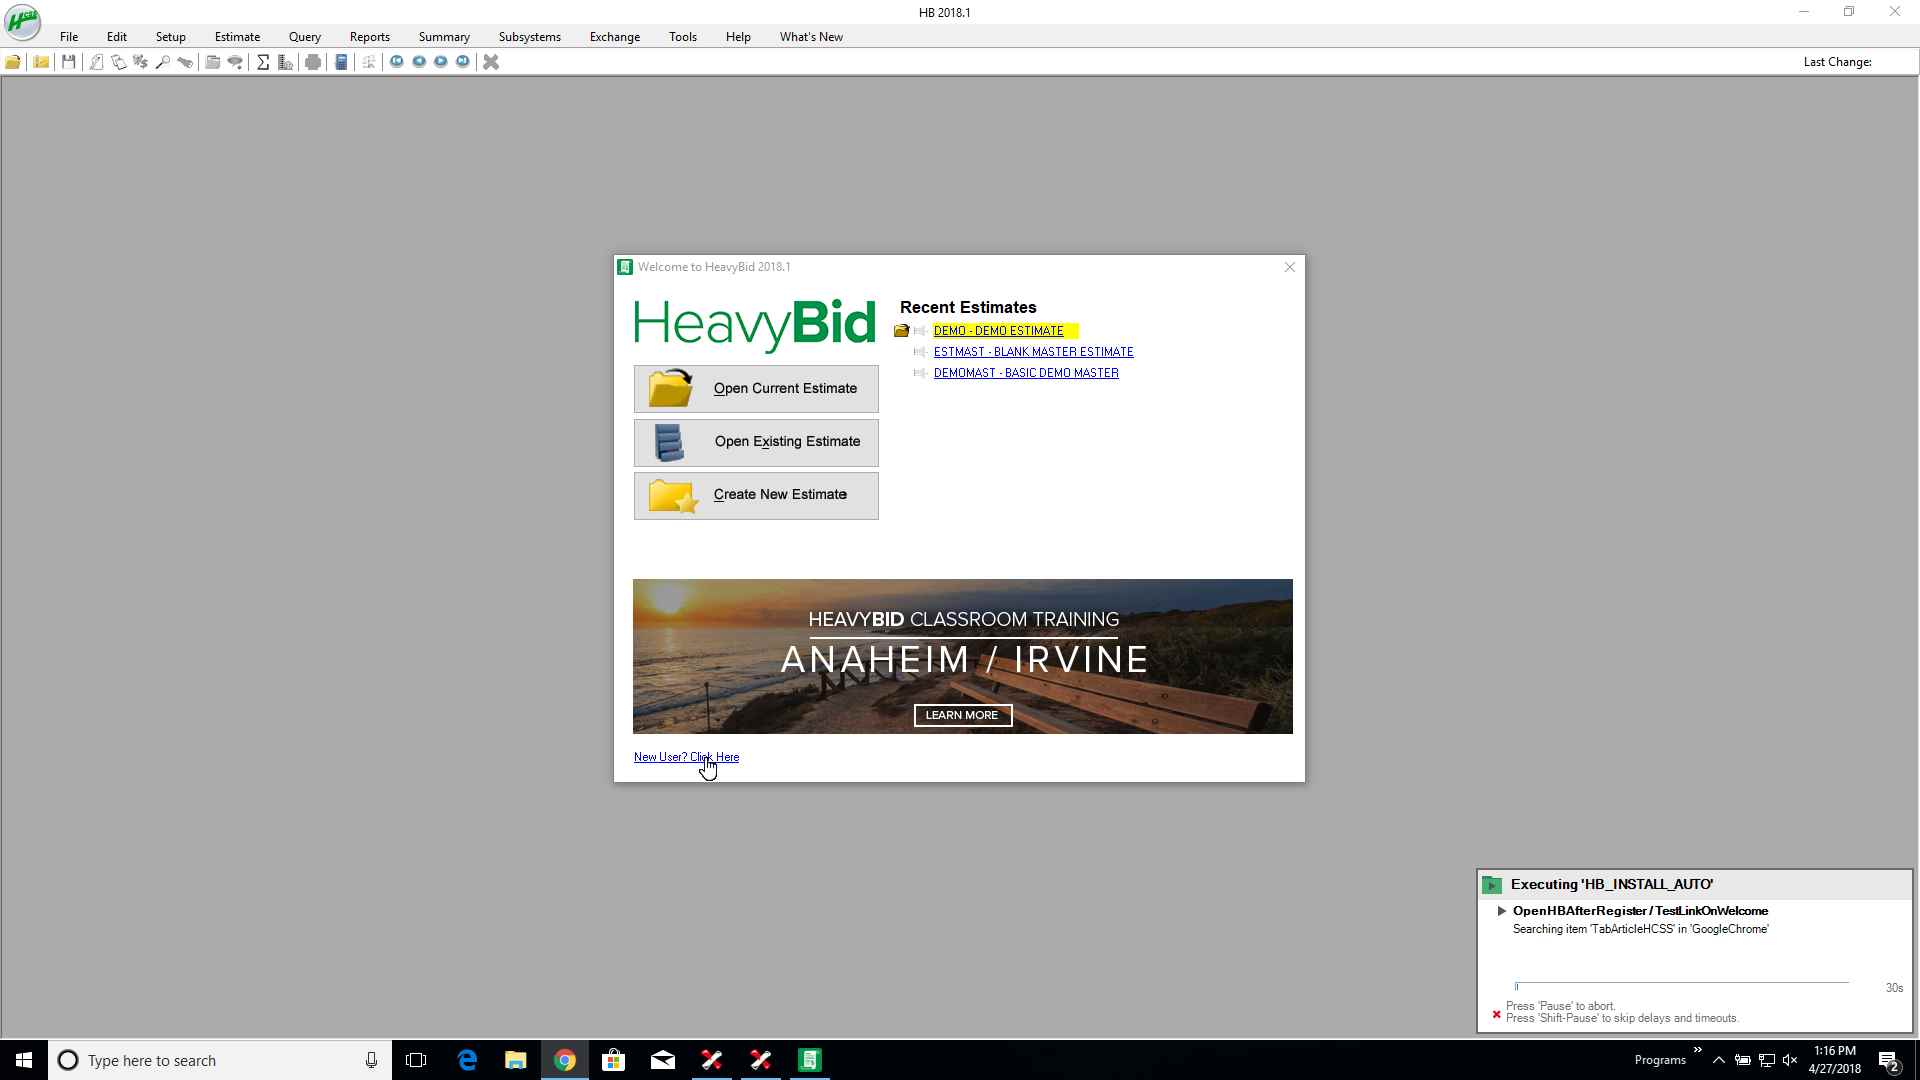 HB 2018.1
File Edit Setup Estimate Query Reports Summary Subsystems Exchange Tools Help What's New
Last Change:
Welcome to HeavyBid 2018.1
HeavyBid
Open Current Estimate
Open Existing Estimate
Create New Estimate
Recent Estimates
DEMO - DEMO ESTIMATE
ESTMAST - BLANK MASTER ESTIMATE
DEMOMAST - BASIC DEMO MASTER
HEAVYBID CLASSROOM TRAINING
ANAHEIM / IRVINE
LEARN MORE
New User? Click Here
Executing 'HB_INSTALL_AUTO'
OpenHBAfterRegister / TestLinkOnWelcome
Searching item 'TabArticleHCSS' in 'GoogleChrome'
30s
Press 'Pause' to abort.
Press 'Shift-Pause' to skip delays and timeouts.
Type here to search
Programs
1:16 PM
4/27/2018
2